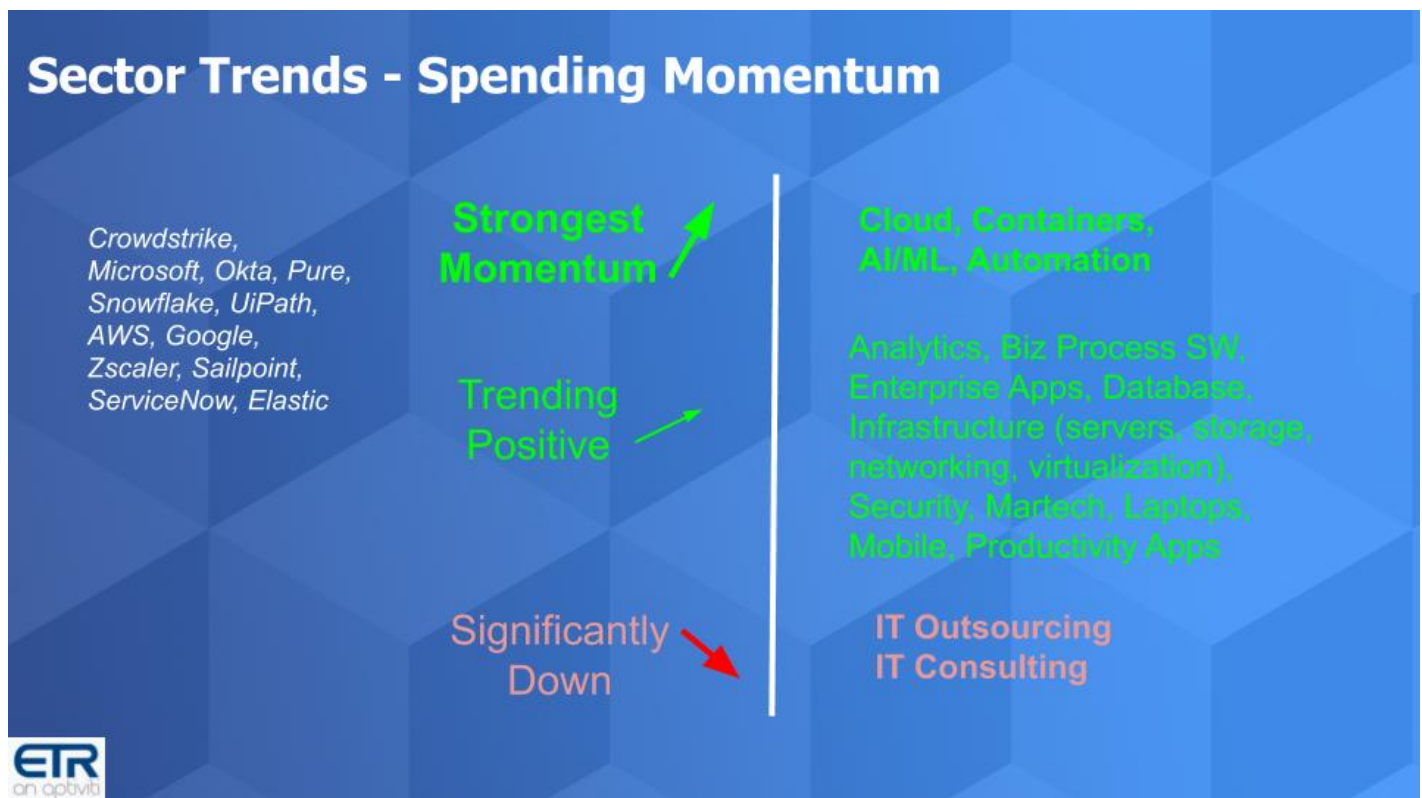 Sector Trends - Spending Momentum
Crowdstrike,
Microsoft, Okta, Pure,
Snowflake, UiPath,
AWS, Google,
Zscaler, Sailpoint,
ServiceNow, Elastic
Strongest
Momentum
Cloud, Containers,
AI/ML, Automation
Trending
Positive
Analytics, Biz Process SW,
Enterprise Apps, Database,
Infrastructure (servers, storage,
networking, virtualization),
Security, Martech, Laptops,
Mobile, Productivity Apps
Significantly
Down
IT Outsourcing
IT Consulting
ETR
an aptiviti